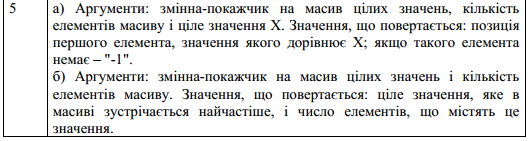 5 а) Аргументи: змінна-покажчик на масив цілих значень, кількість
елементів масиву і ціле значення X. Значення, що повертається: позиція
першого елемента, значення якого дорівнює X; якщо такого елемента
немає – "-1".
б) Аргументи: змінна-покажчик на масив цілих значень і кількість
елементів масиву. Значення, що повертається: ціле значення, яке в
масиві зустрічається найчастіше, і число елементів, що містять це
значення.